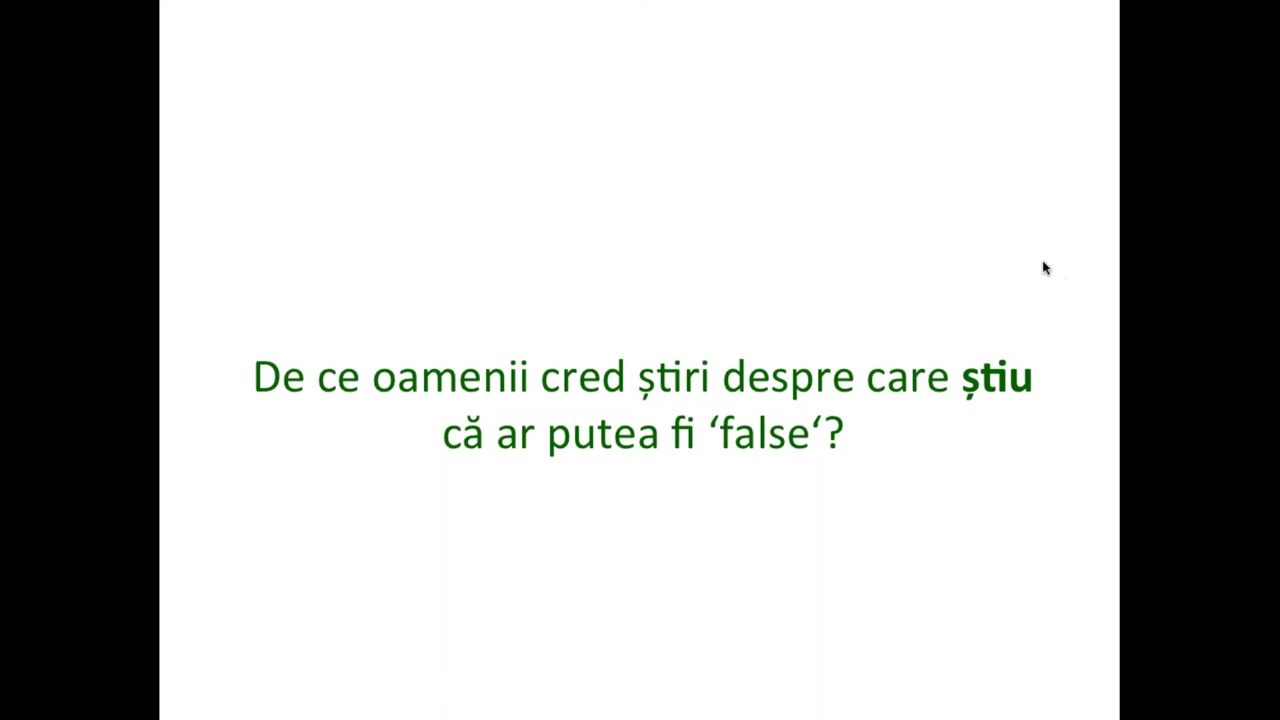 De ce oamenii cred știri despre care știu
că ar putea fi ‘false‘?